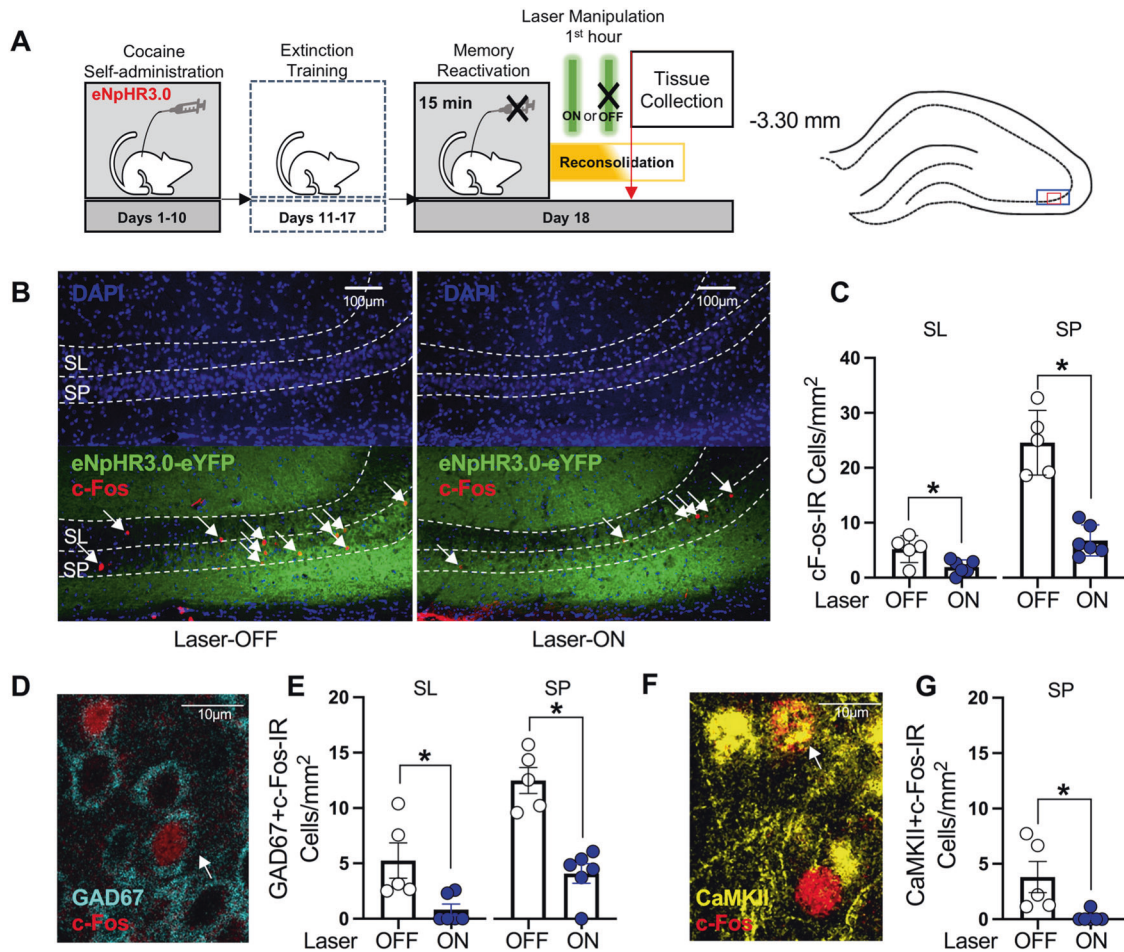 A
Cocaine
Self-administration
eNpHR3.0
Days 1-10
Extinction
Training
Days 11-17
Memory
Reactivation
15 min
Laser Manipulation
1st hour
ON or OFF
Tissue
Collection
Reconsolidation
Day 18
-3.30 mm
B
DAPI
100µm
SL
SP
eNpHR3.0-eYFP
c-Fos
SL
SP
Laser-OFF
DAPI
100µm
eNpHR3.0-eYFP
c-Fos
Laser-ON
C
SL
SP
cF-os-IR Cells/mm2
40
30
20
10
0
*
*
Laser OFF ON OFF ON
D
10µm
GAD67
c-Fos
E
SL
SP
GAD67+c-Fos-IR
Cells/mm2
20
15
10
5
0
*
*
Laser OFF ON OFF ON
F
10µm
CaMKII
c-Fos
G
SP
CaMKII+c-Fos-IR
Cells/mm2
20
15
10
5
0
*
Laser OFF ON